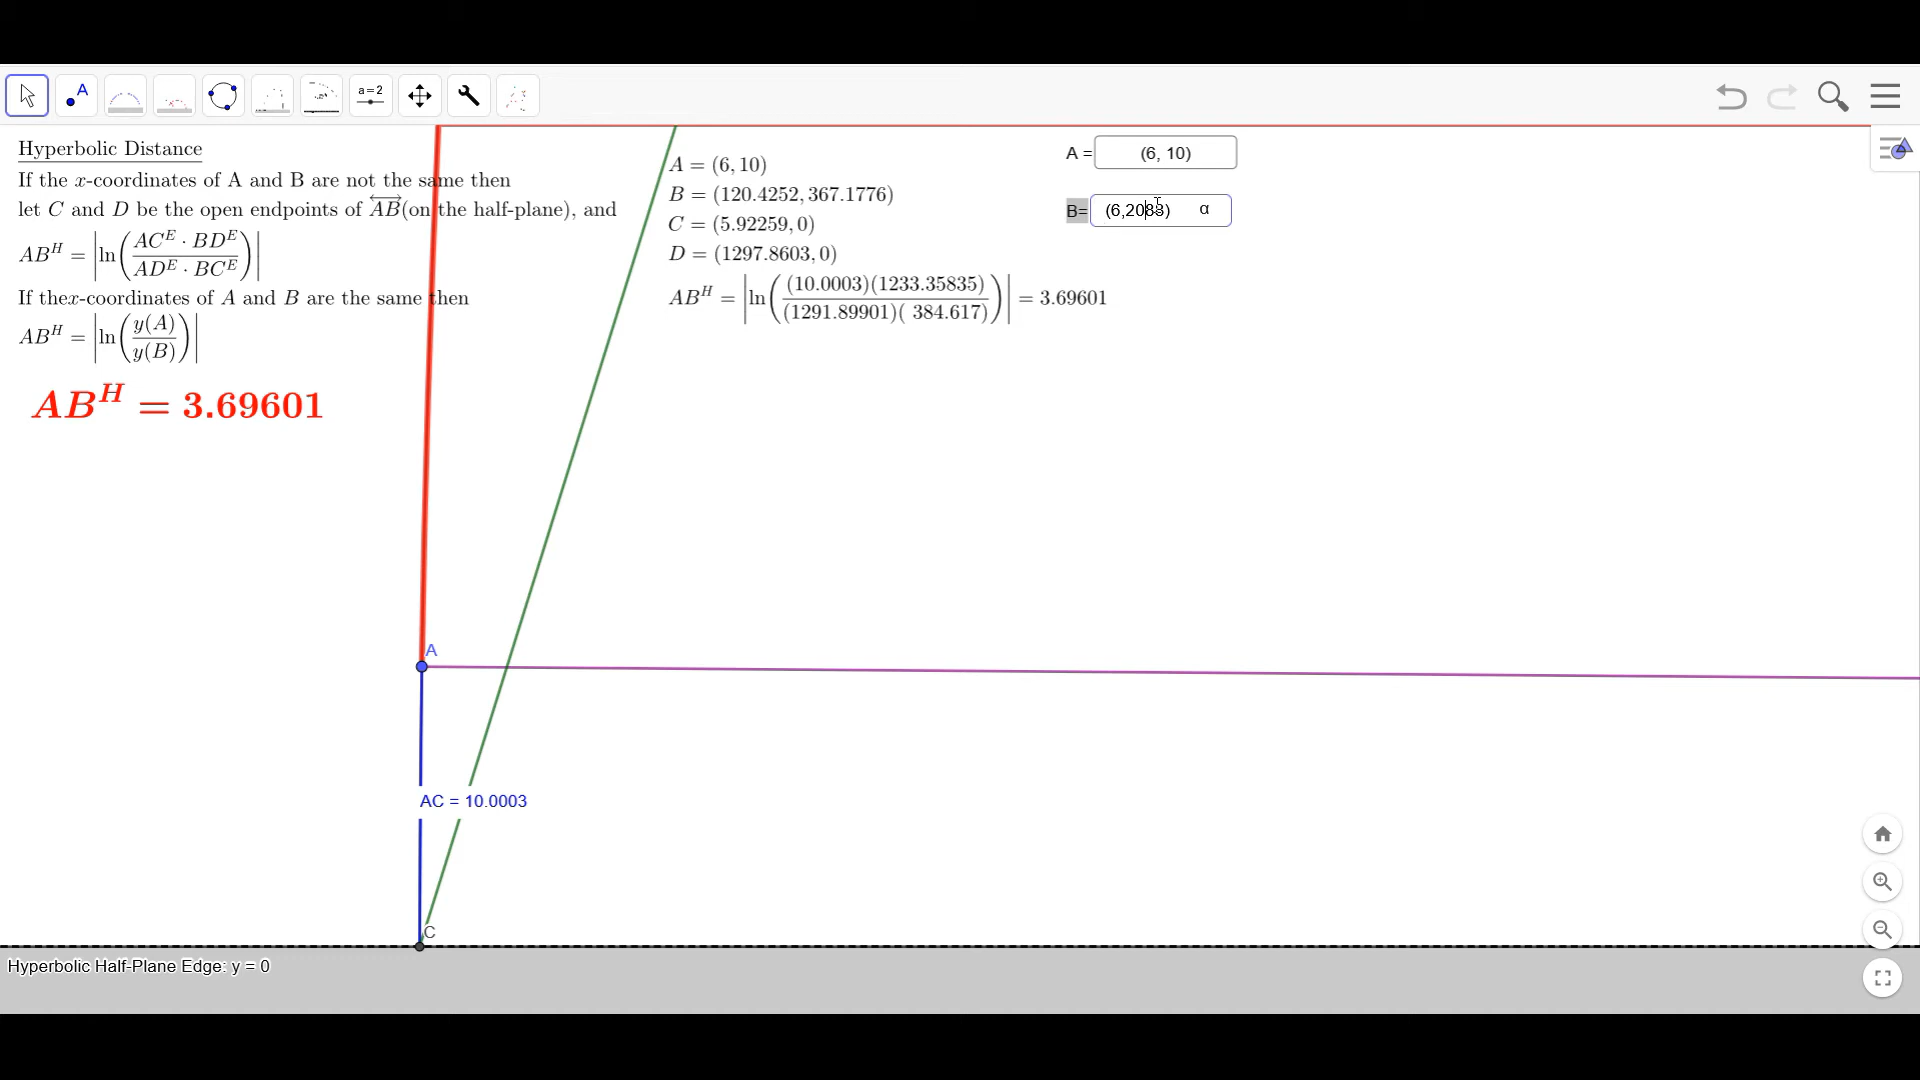 A
a=2
Hyperbolic Distance
If the x-coordinates of A and B are not the same then
let C and D be the open endpoints of AB(on the half-plane), and
AB^H = |ln(AC^E · BD^E / AD^E · BC^E)|
If thex-coordinates of A and B are the same then
AB^H = |ln(y(A) / y(B))|
AB^H = 3.69601
A = (6, 10)
B = (120.4252, 367.1776)
C = (5.92259, 0)
D = (1297.8603, 0)
AB^H = |ln((10.0003)(1233.35835) / (1291.89901)( 384.617))| = 3.69601
A = (6, 10)
B= (6,2083) α
A
AC = 10.0003
C
Hyperbolic Half-Plane Edge: y = 0